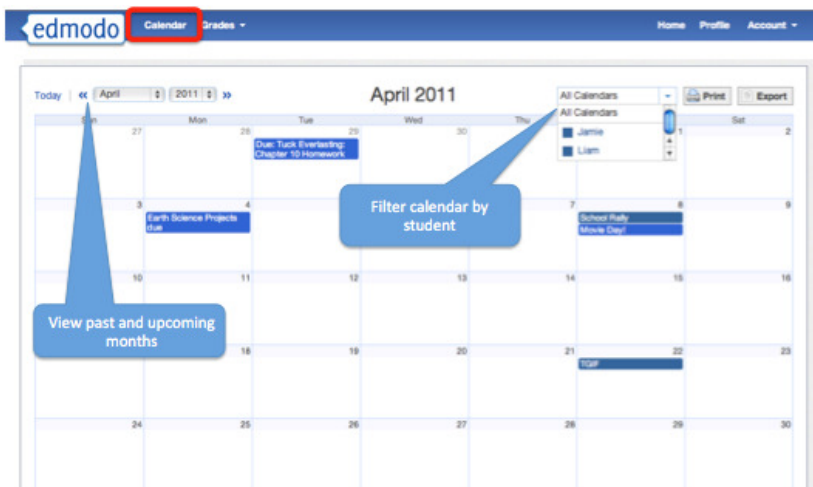 edmodo Calendar Grades Home Profile Account
Today « April 2011 » April 2011 All Calendars Print Export
All Calendars
Jamie
Liam
Sun Mon Tue Wed Thu Sat
27 28 29 30 1 2
Due: Tuck Everlasting:
Chapter 10 Homework
Filter calendar by
student
3 4 7 8 9
Earth Science Projects
due
School Rally
Movie Day!
10 11 12 13 14 15 16
View past and upcoming
months
18 19 20 21 22 23
TGIF
24 25 26 27 28 29 30